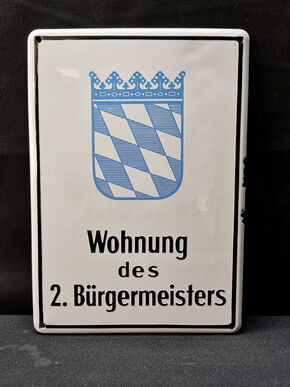 Wohnung
des
2. Bürgermeisters